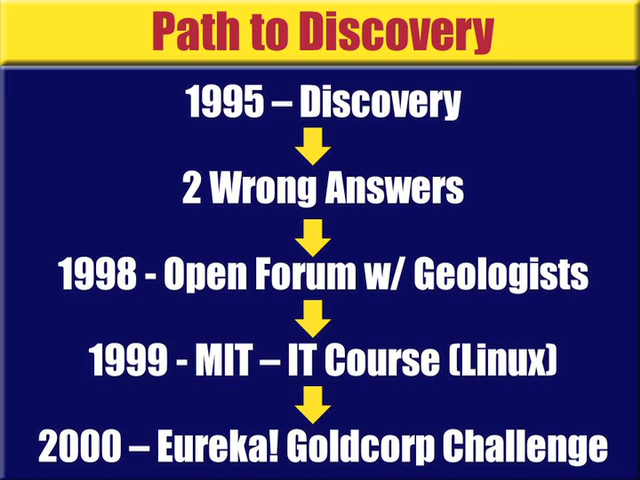 Path to Discovery
1995 – Discovery
2 Wrong Answers
1998 - Open Forum w/ Geologists
1999 - MIT – IT Course (Linux)
2000 – Eureka! Goldcorp Challenge